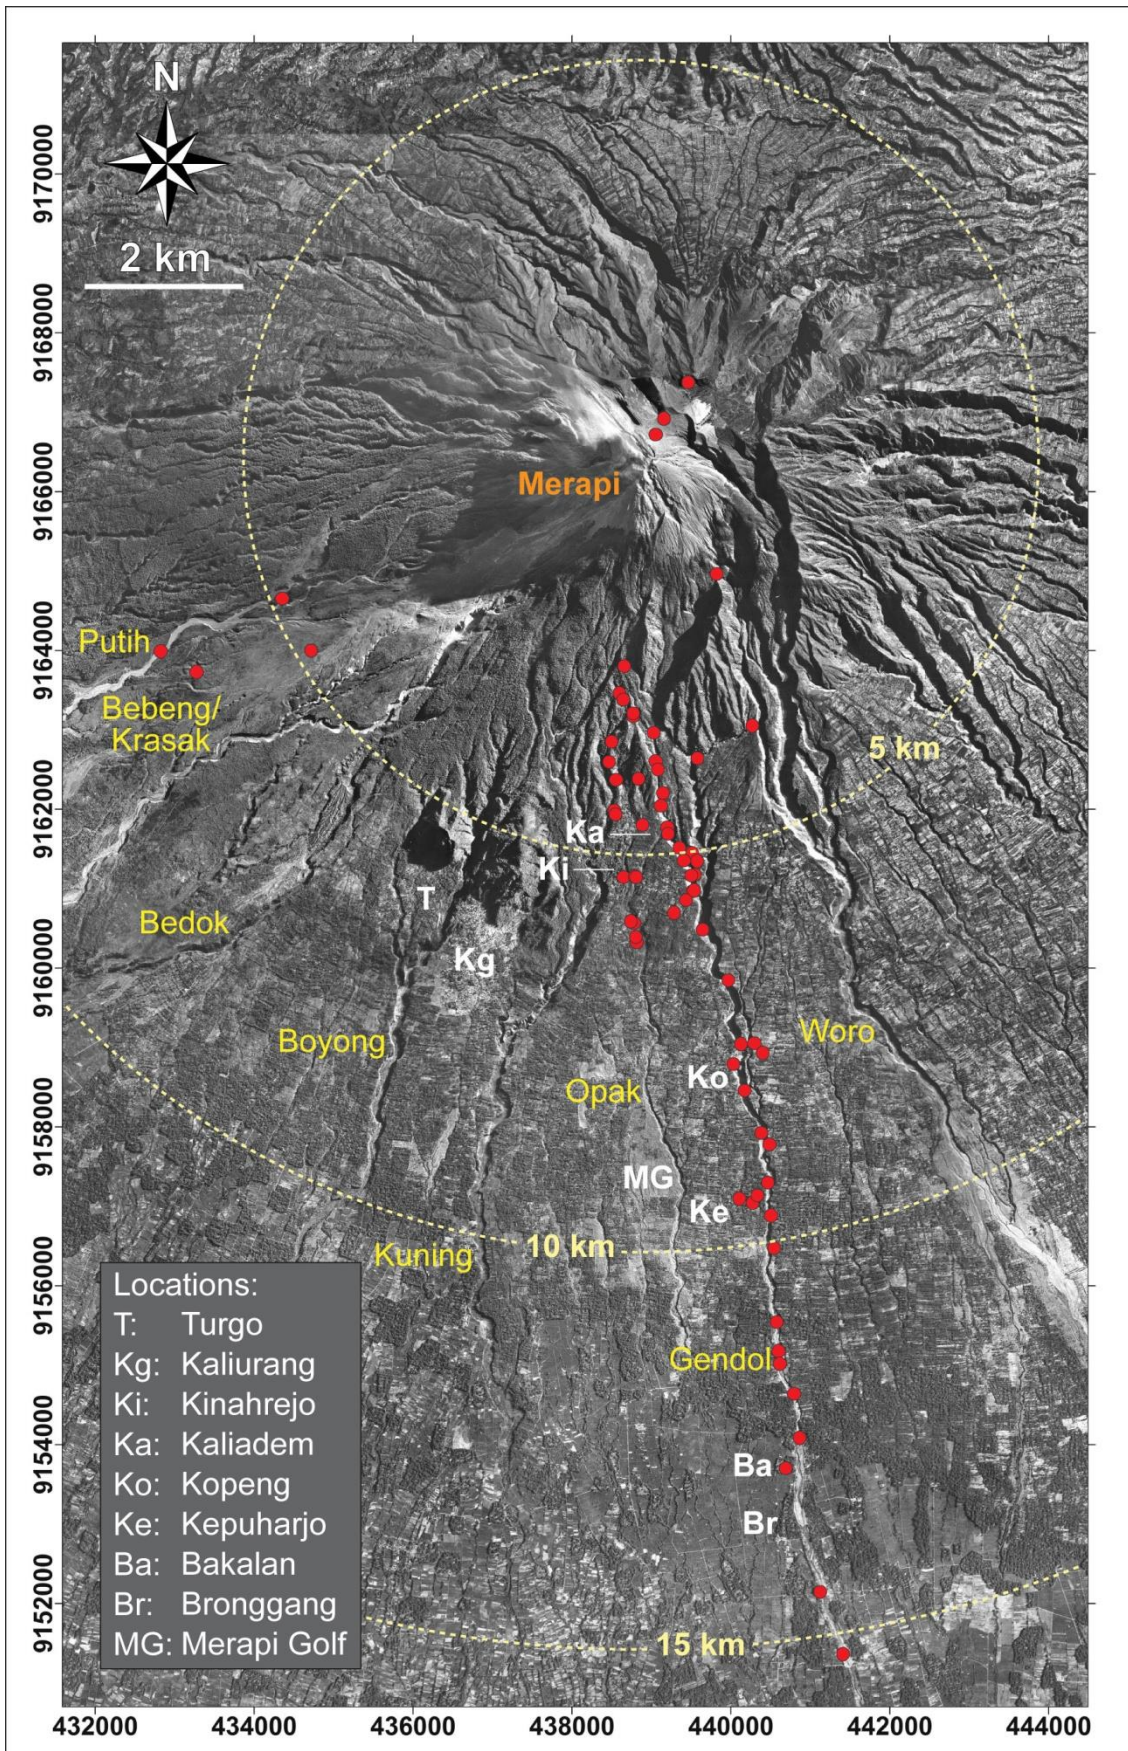 N
2 km
9170000
9168000
9166000
9164000
9162000
9160000
9158000
9156000
9154000
9152000
Merapi
Putih
Bebeng/
Krasak
5 km
Ka
Ki
T
Bedok
Kg
Boyong
Woro
Ko
Opak
MG
Ke
10 km
Kuning
Gendol
Ba
Br
15 km
Locations:
T: Turgo
Kg: Kaliurang
Ki: Kinahrejo
Ka: Kaliadem
Ko: Kopeng
Ke: Kepuharjo
Ba: Bakalan
Br: Bronggang
MG: Merapi Golf
432000 434000 436000 438000 440000 442000 444000